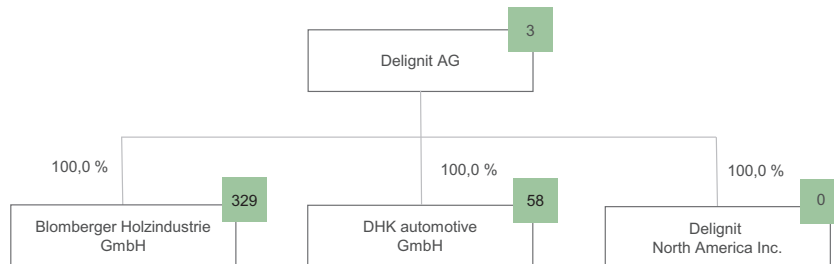 3
Delignit AG
100,0 %
100,0 %
100,0 %
329
58
0
Blomberger Holzindustrie
GmbH
DHK automotive
GmbH
Delignit
North America Inc.